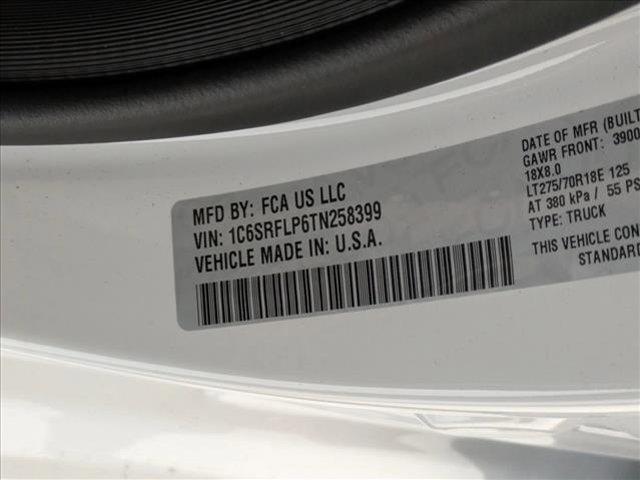 MFD BY: FCA US LLC
VIN: 1C6SRFLP6TN258399
VEHICLE MADE IN: U.S.A.
DATE OF MFR (BUILT
GAWR FRONT: 3900
18X8.0
LT275/70R18E 125
AT 380 kPa / 55 PS
TYPE: TRUCK
THIS VEHICLE CON
STANDARD